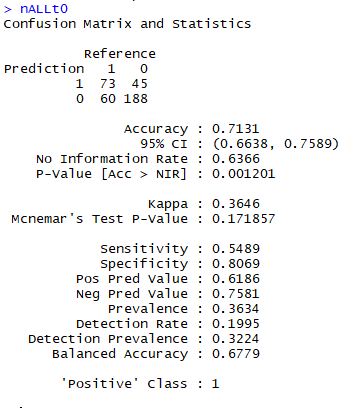 > nALLt0
Confusion Matrix and Statistics
Reference
Prediction 1 0
1 73 45
0 60 188
Accuracy : 0.7131
95% CI : (0.6638, 0.7589)
No Information Rate : 0.6366
P-Value [Acc > NIR] : 0.001201
Kappa : 0.3646
Mcnemar's Test P-Value : 0.171857
Sensitivity : 0.5489
Specificity : 0.8069
Pos Pred Value : 0.6186
Neg Pred Value : 0.7581
Prevalence : 0.3634
Detection Rate : 0.1995
Detection Prevalence : 0.3224
Balanced Accuracy : 0.6779
'Positive' Class : 1